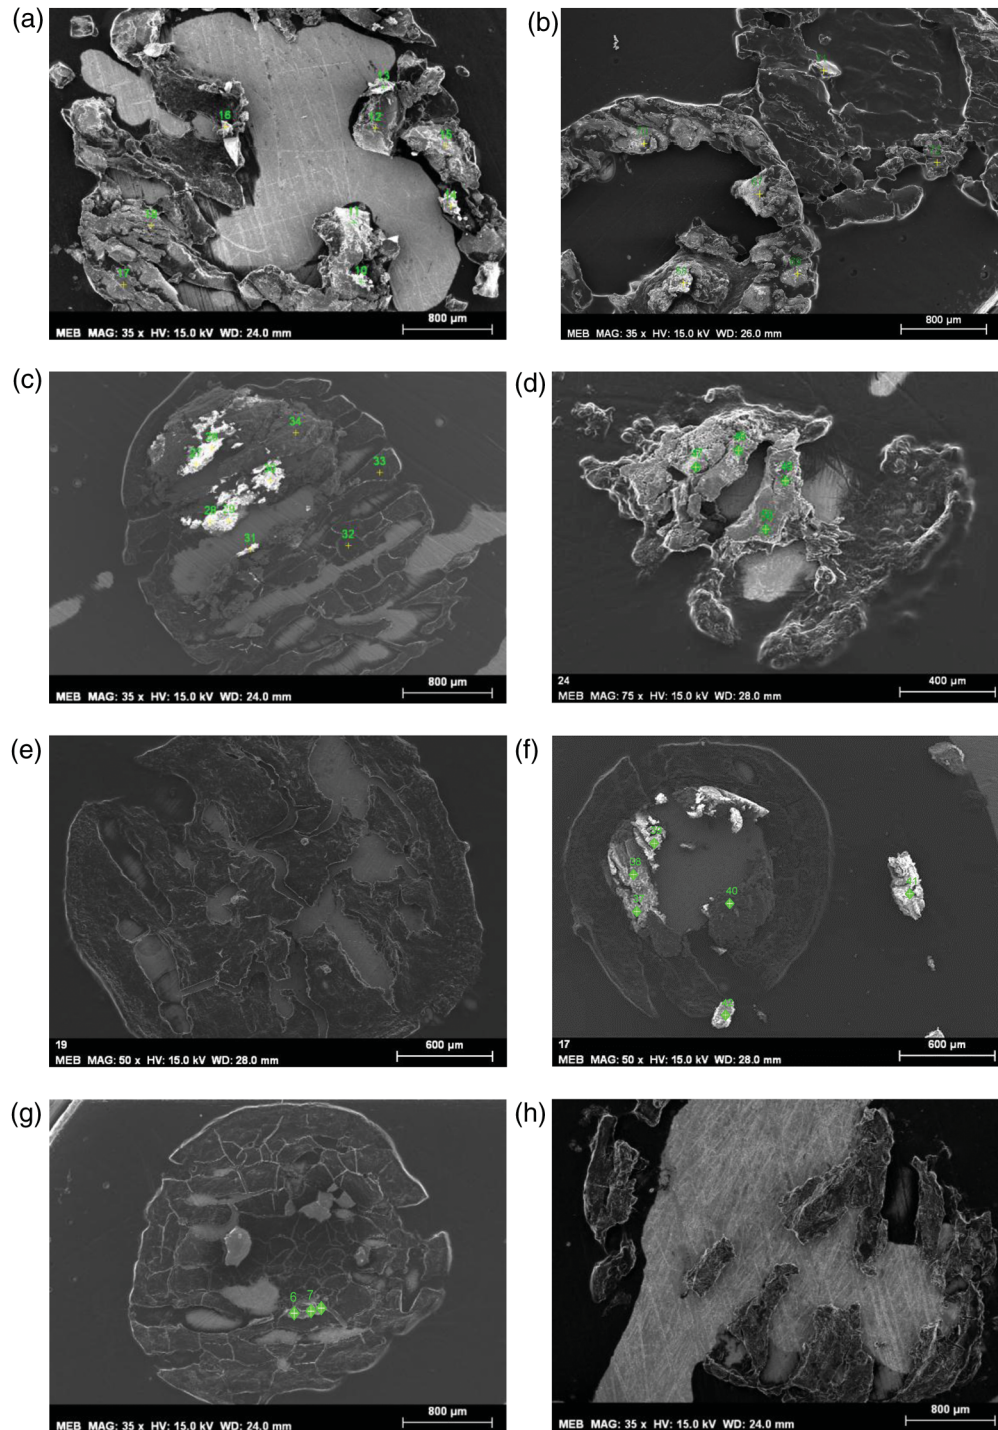 (a)
13
16
12
15
14
11
18
10
17
800 µm
MEB MAG: 35 x HV: 15.0 kV WD: 24.0 mm
(b)
800 µm
MEB MAG: 35 x HV: 15.0 kV WD: 26.0 mm
(c)
34
33
28
31
32
800 µm
MEB MAG: 35 x HV: 15.0 kV WD: 24.0 mm
(d)
24
400 µm
MEB MAG: 75 x HV: 15.0 kV WD: 28.0 mm
(e)
19
600 µm
MEB MAG: 50 x HV: 15.0 kV WD: 28.0 mm
(f)
38
40
17
600 µm
MEB MAG: 50 x HV: 15.0 kV WD: 28.0 mm
(g)
6
7
800 µm
MEB MAG: 35 x HV: 15.0 kV WD: 24.0 mm
(h)
800 µm
MEB MAG: 35 x HV: 15.0 kV WD: 24.0 mm